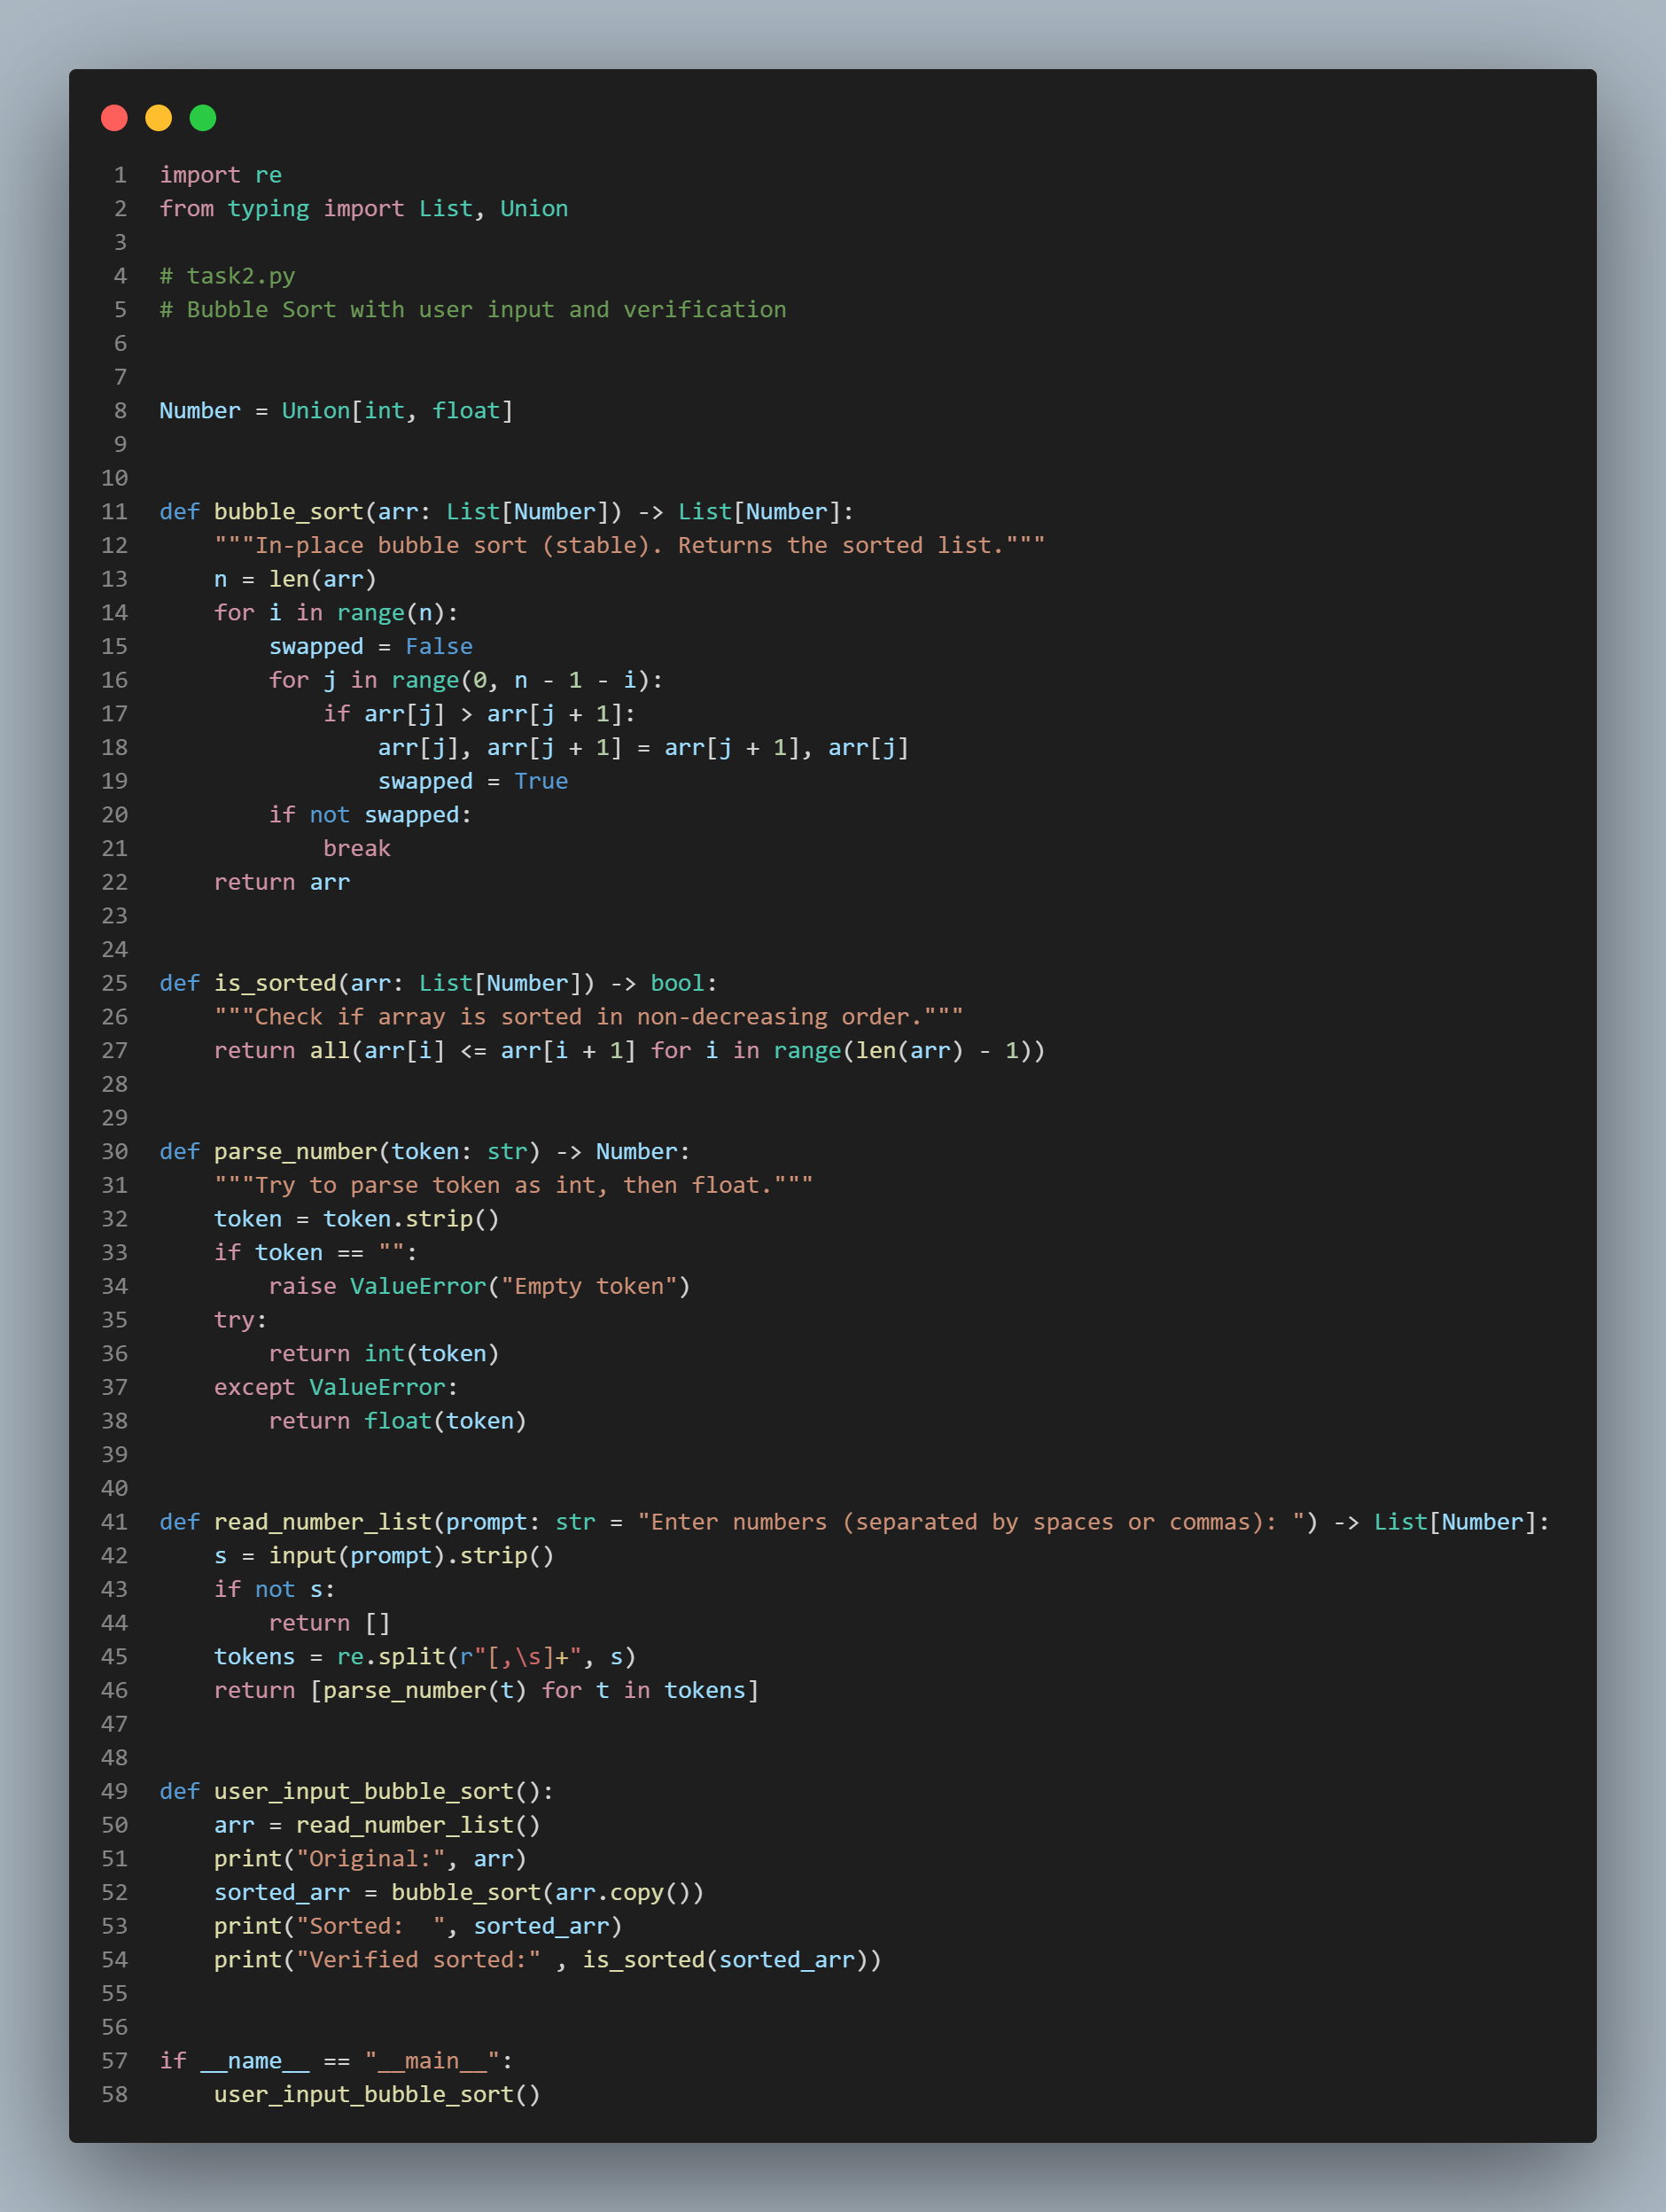 1 import re
2 from typing import List, Union
3
4 # task2.py
5 # Bubble Sort with user input and verification
6
7
8 Number = Union[int, float]
9
10
11 def bubble_sort(arr: List[Number]) -> List[Number]:
12     """In-place bubble sort (stable). Returns the sorted list."""
13     n = len(arr)
14     for i in range(n):
15         swapped = False
16         for j in range(0, n - 1 - i):
17             if arr[j] > arr[j + 1]:
18                 arr[j], arr[j + 1] = arr[j + 1], arr[j]
19                 swapped = True
20         if not swapped:
21             break
22     return arr
23
24
25 def is_sorted(arr: List[Number]) -> bool:
26     """Check if array is sorted in non-decreasing order."""
27     return all(arr[i] <= arr[i + 1] for i in range(len(arr) - 1))
28
29
30 def parse_number(token: str) -> Number:
31     """Try to parse token as int, then float."""
32     token = token.strip()
33     if token == "":
34         raise ValueError("Empty token")
35     try:
36         return int(token)
37     except ValueError:
38         return float(token)
39
40
41 def read_number_list(prompt: str = "Enter numbers (separated by spaces or commas): ") -> List[Number]:
42     s = input(prompt).strip()
43     if not s:
44         return []
45     tokens = re.split(r"[,\s]+", s)
46     return [parse_number(t) for t in tokens]
47
48
49 def user_input_bubble_sort():
50     arr = read_number_list()
51     print("Original:", arr)
52     sorted_arr = bubble_sort(arr.copy())
53     print("Sorted:  ", sorted_arr)
54     print("Verified sorted:" , is_sorted(sorted_arr))
55
56
57 if __name__ == "__main__":
58     user_input_bubble_sort()